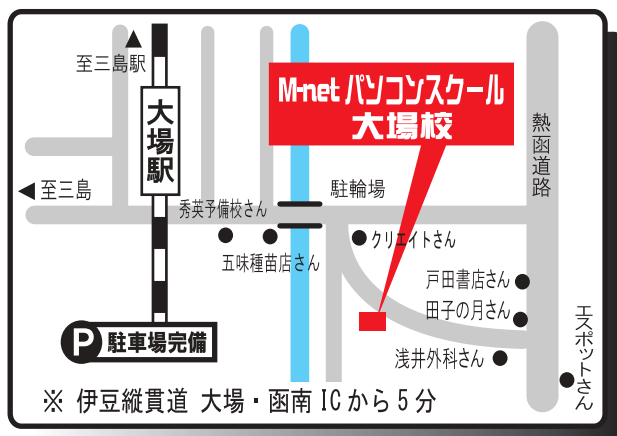 至三島駅
大場駅
M-net パソコンスクール
大場校
熱函道路
至三島
駐輪場
秀英予備校さん
クリエイトさん
五味種苗店さん
戸田書店さん
田子の月さん
エスポットさん
P 駐車場完備
浅井外科さん
※ 伊豆縦貫道 大場・函南 ICから5分